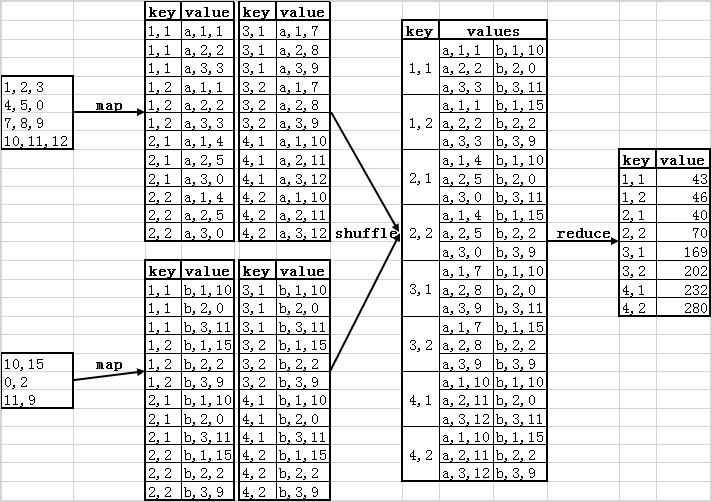 1,2,3
4,5,0
7,8,9
10,11,12
map
key value key value
1,1 a,1,1 3,1 a,1,7
1,1 a,2,2 3,1 a,2,8
1,1 a,3,3 3,1 a,3,9
1,2 a,1,1 3,2 a,1,7
1,2 a,2,2 3,2 a,2,8
1,2 a,3,3 3,2 a,3,9
2,1 a,1,4 4,1 a,1,10
2,1 a,2,5 4,1 a,2,11
2,1 a,3,0 4,1 a,3,12
2,2 a,1,4 4,2 a,1,10
2,2 a,2,5 4,2 a,2,11
2,2 a,3,0 4,2 a,3,12
10,15
0,2
11,9
map
key value key value
1,1 b,1,10 3,1 b,1,10
1,1 b,2,0 3,1 b,2,0
1,1 b,3,11 3,1 b,3,11
1,2 b,1,15 3,2 b,1,15
1,2 b,2,2 3,2 b,2,2
1,2 b,3,9 3,2 b,3,9
2,1 b,1,10 4,1 b,1,10
2,1 b,2,0 4,1 b,2,0
2,1 b,3,11 4,1 b,3,11
2,2 b,1,15 4,2 b,1,15
2,2 b,2,2 4,2 b,2,2
2,2 b,3,9 4,2 b,3,9
shuffle
key values
a,1,1 b,1,10
1,1 a,2,2 b,2,0
a,3,3 b,3,11
a,1,1 b,1,15
1,2 a,2,2 b,2,2
a,3,3 b,3,9
a,1,4 b,1,10
2,1 a,2,5 b,2,0
a,3,0 b,3,11
a,1,4 b,1,15
2,2 a,2,5 b,2,2
a,3,0 b,3,9
a,1,7 b,1,10
3,1 a,2,8 b,2,0
a,3,9 b,3,11
a,1,7 b,1,15
3,2 a,2,8 b,2,2
a,3,9 b,3,9
a,1,10 b,1,10
4,1 a,2,11 b,2,0
a,3,12 b,3,11
a,1,10 b,1,15
4,2 a,2,11 b,2,2
a,3,12 b,3,9
reduce
key value
1,1 43
1,2 46
2,1 40
2,2 70
3,1 169
3,2 202
4,1 232
4,2 280